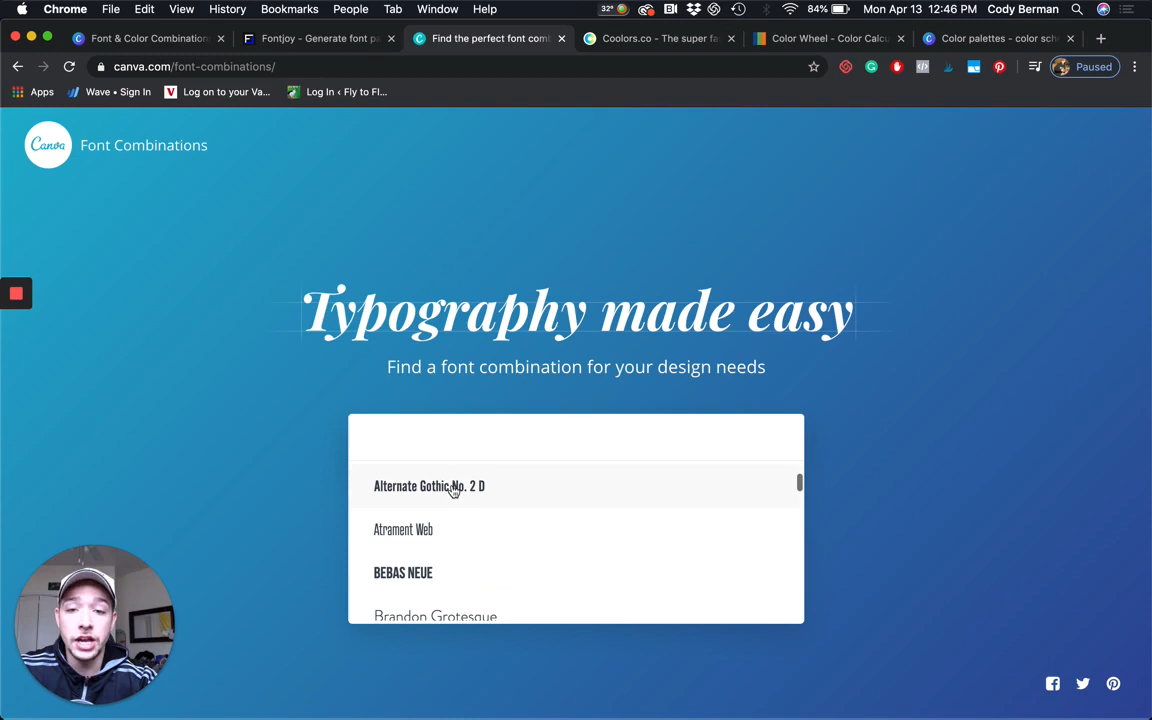 Chrome File Edit View History Bookmarks People Tab Window Help 32° 84% Mon Apr 13 12:46 PM Cody Berman
Font & Color Combination Fontjoy - Generate font pa Find the perfect font com Coolors.co - The super fa Color Wheel - Color Calcu Color palettes - color sch
canva.com/font-combinations/ Paused
Apps Wave • Sign In Log on to your Va... Log In ‹ Fly to FI...
Canva Font Combinations
Typography made easy
Find a font combination for your design needs
Alternate Gothic No. 2 D
Atrament Web
BEBAS NEUE
Brandon Grotesque